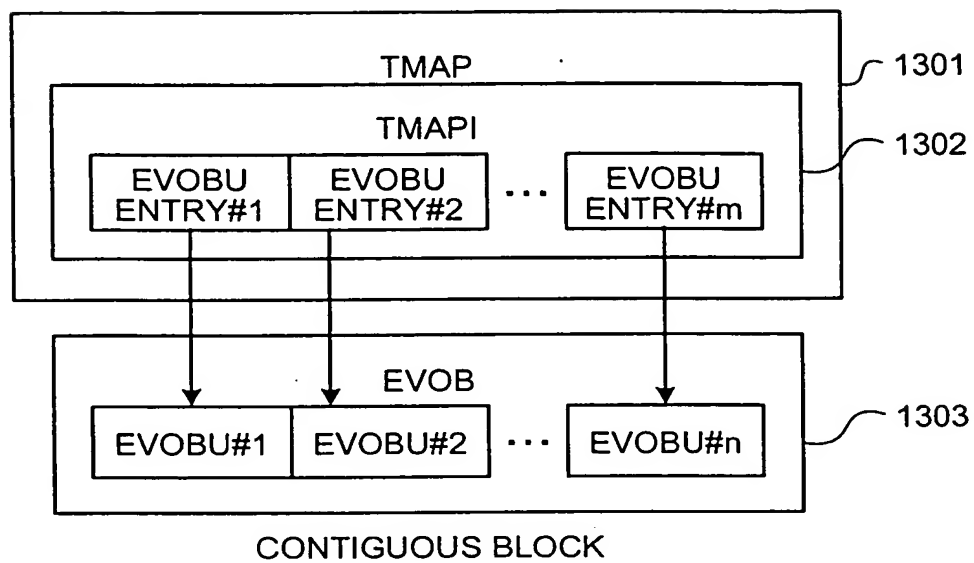 TMAP
1301
TMAPI
1302
EVOBU EVOBU ... EVOBU
ENTRY#1 ENTRY#2 ENTRY#m
EVOB
1303
EVOBU#1 EVOBU#2 ... EVOBU#n
CONTIGUOUS BLOCK